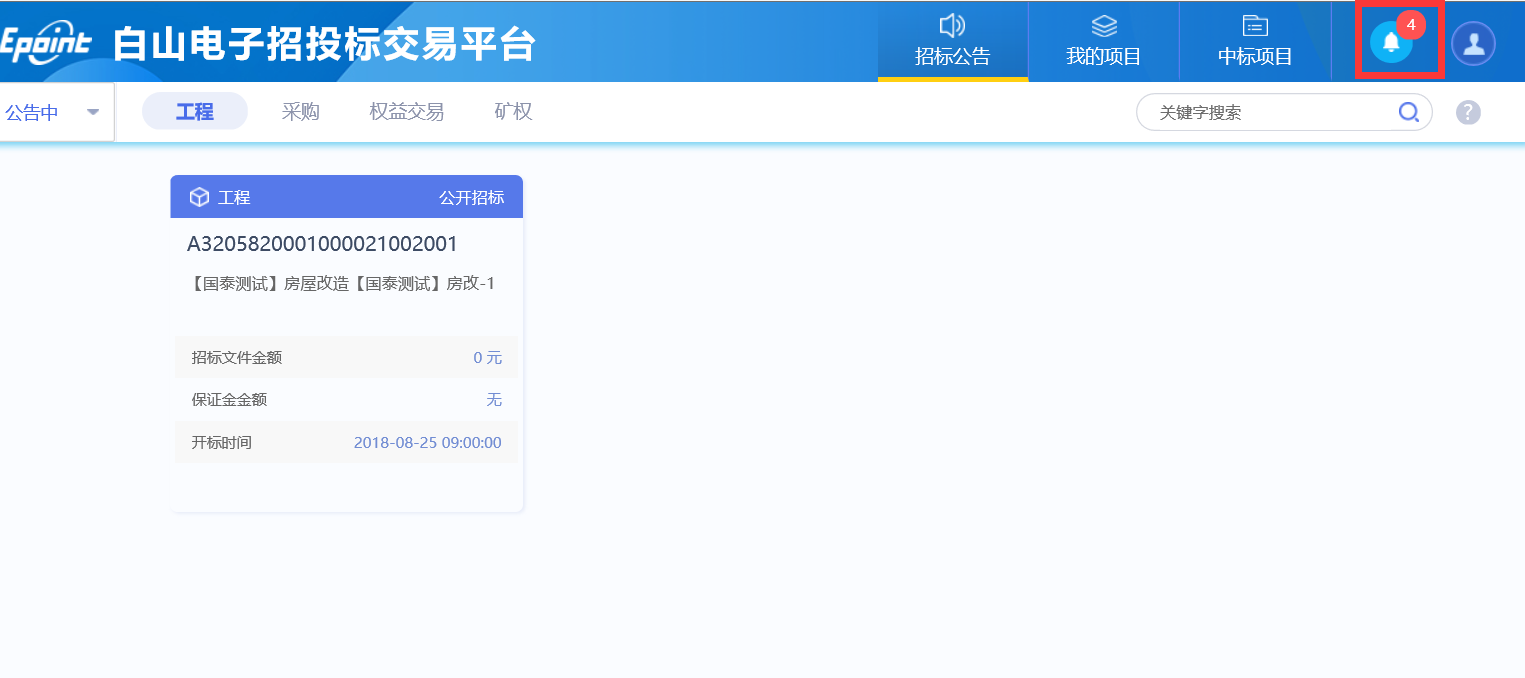 Epoint 白山电子招投标交易平台
招标公告
我的项目
中标项目
4
公告中
工程
采购
权益交易
矿权
关键字搜索
?
工程
公开招标
A3205820001000021002001
【国泰测试】房屋改造【国泰测试】房改-1
招标文件金额 0 元
保证金金额 无
开标时间 2018-08-25 09:00:00